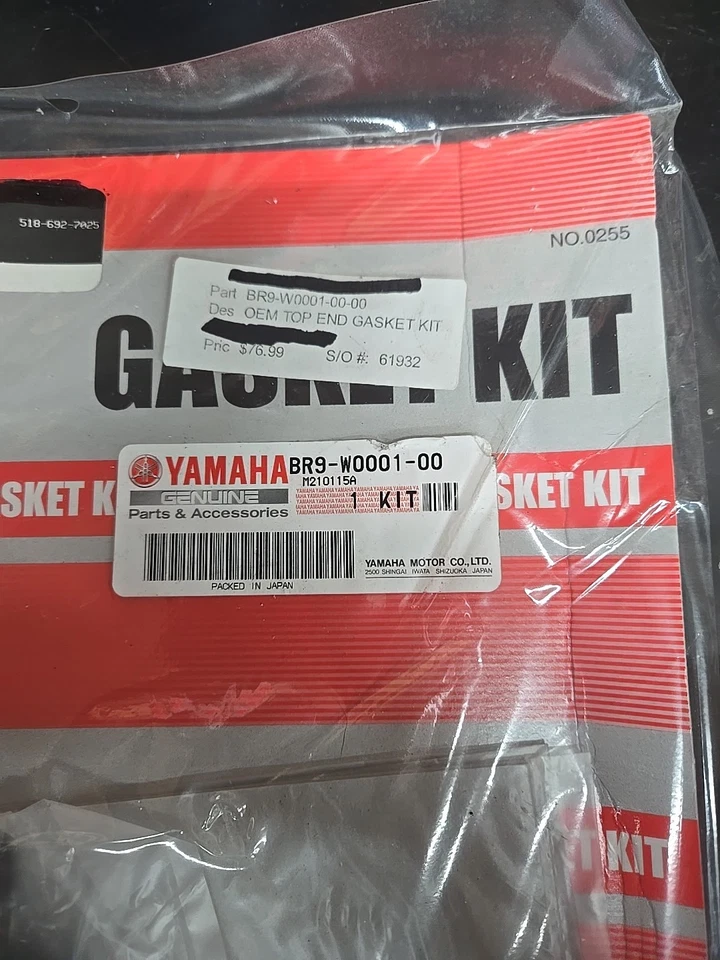 518-692-7025
NO.0255
Part BR9-W0001-00-00
Des OEM TOP END GASKET KIT
Pric $76.99 S/O #: 61932
GASKET KIT
SKET K
SKET KIT
YAMAHA BR9-W0001-00
M210115A
GENUINE
1 KIT
Parts & Accessories
YAMAHA MOTOR CO.,LTD.
2500 SHINGAI IWATA SHIZUOKA JAPAN
PACKED IN JAPAN
T KIT